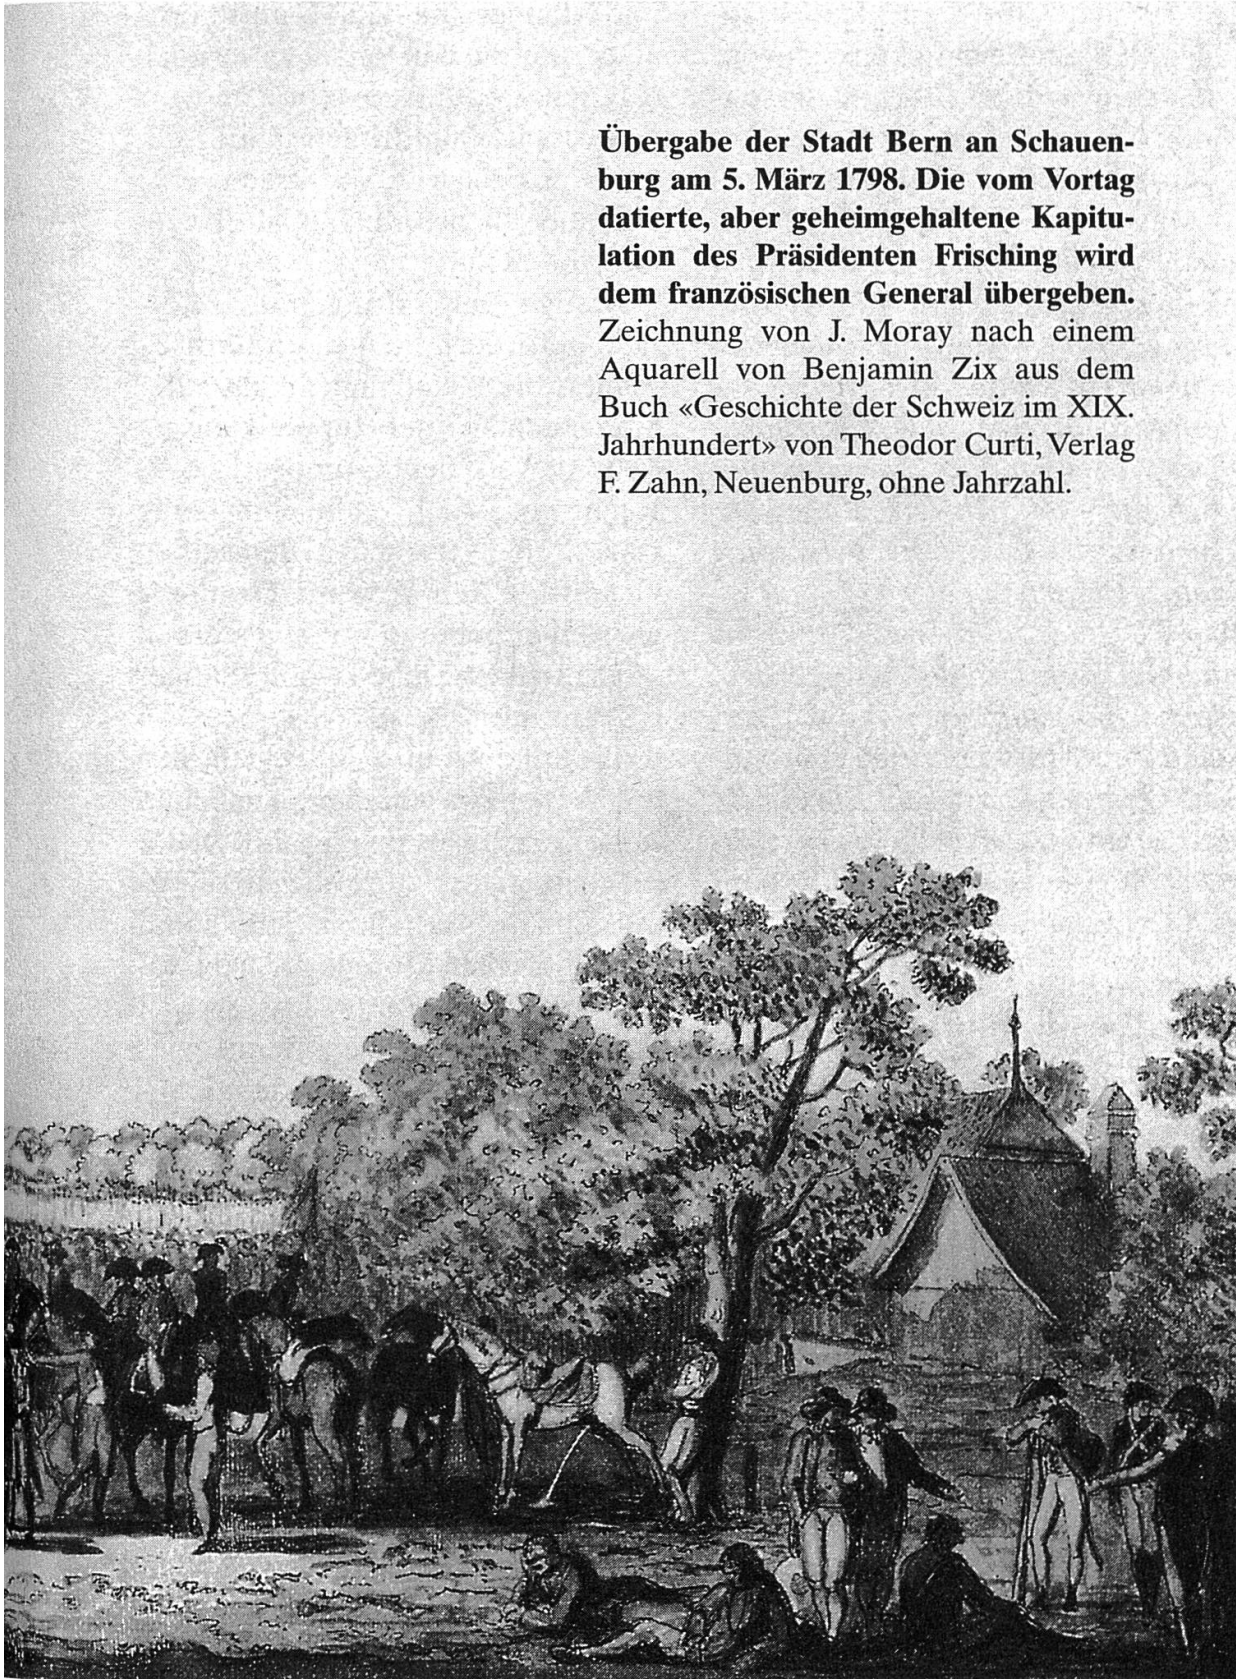 Übergabe der Stadt Bern an Schauen-
burg am 5. März 1798. Die vom Vortag
datierte, aber geheimgehaltene Kapitu-
lation des Präsidenten Frisching wird
dem französischen General übergeben.
Zeichnung von J. Moray nach einem
Aquarell von Benjamin Zix aus dem
Buch «Geschichte der Schweiz im XIX.
Jahrhundert» von Theodor Curti, Verlag
F. Zahn, Neuenburg, ohne Jahrzahl.